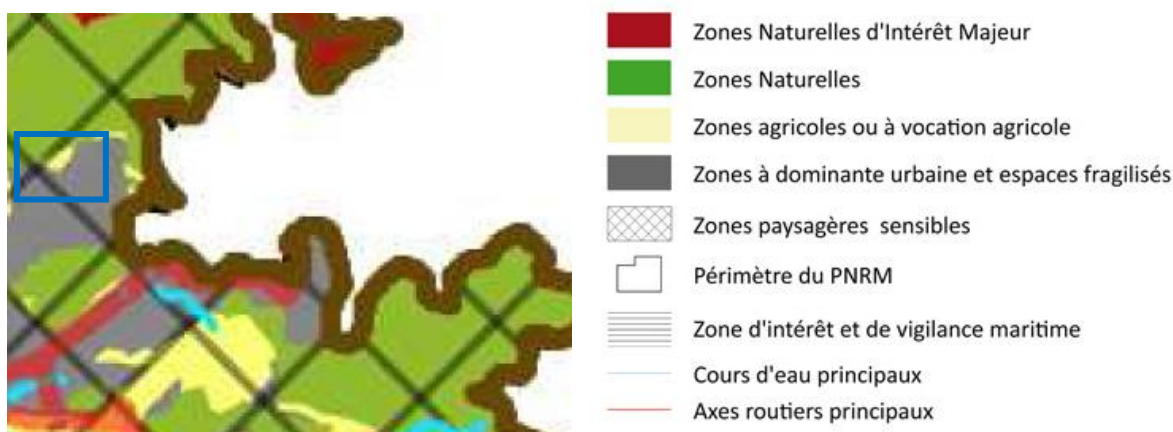 Zones Naturelles d'Intérêt Majeur
Zones Naturelles
Zones agricoles ou à vocation agricole
Zones à dominante urbaine et espaces fragilisés
Zones paysagères sensibles
Périmètre du PNRM
Zone d'intérêt et de vigilance maritime
Cours d'eau principaux
Axes routiers principaux